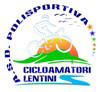 A.S.D. POLISPORTIVA
CICLOAMATORI
LENTINI